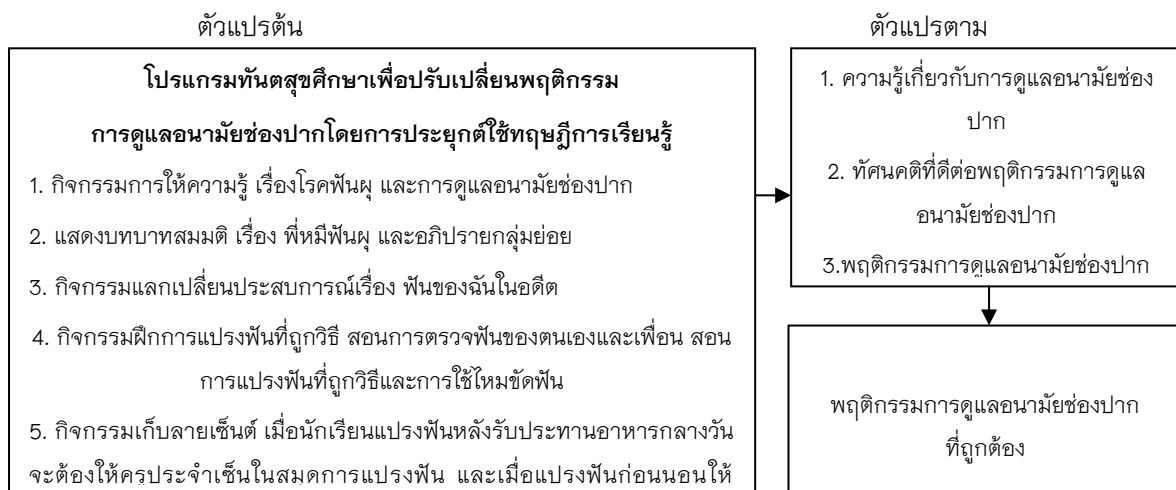 ตัวแปรต้น
ตัวแปรตาม
โปรแกรมทันตสุขศึกษาเพื่อปรับเปลี่ยนพฤติกรรม
การดูแลอนามัยช่องปากโดยการประยุกต์ใช้ทฤษฎีการเรียนรู้
1. กิจกรรมการให้ความรู้ เรื่องโรคฟันผุ และการดูแลอนามัยช่องปาก
2. แสดงบทบาทสมมติ เรื่อง พี่หมีฟันผุ และอภิปรายกลุ่มย่อย
3. กิจกรรมแลกเปลี่ยนประสบการณ์เรื่อง ฟันของฉันในอดีต
4. กิจกรรมฝึกการแปรงฟันที่ถูกวิธี สอนการตรวจฟันของตนเองและเพื่อน สอน
การแปรงฟันที่ถูกวิธีและการใช้ไหมขัดฟัน
5. กิจกรรมเก็บลายเซ็นต์ เมื่อนักเรียนแปรงฟันหลังรับประทานอาหารกลางวัน
จะต้องให้ครูประจำเซ็นในสมุดการแปรงฟัน และเมื่อแปรงฟันก่อนนอนให้
1. ความรู้เกี่ยวกับการดูแลอนามัยช่อง
ปาก
2. ทัศนคติที่ดีต่อพฤติกรรมการดูแล
อนามัยช่องปาก
3.พฤติกรรมการดูแลอนามัยช่องปาก
พฤติกรรมการดูแลอนามัยช่องปาก
ที่ถูกต้อง